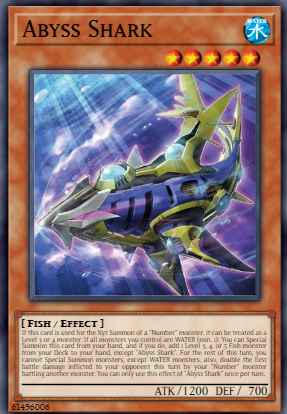 Abyss Shark
WATER
水
[ Fish / Effect ]
If this card is used for the Xyz Summon of a "Number" monster, it can be treated as a
Level 3 or 4 monster. If all monsters you control are WATER (min. 1): You can Special
Summon this card from your hand, and if you do, add 1 Level 3, 4, or 5 Fish monster
from your Deck to your hand, except "Abyss Shark". For the rest of this turn, you
cannot Special Summon monsters, except WATER monsters, also, double the first
battle damage inflicted to your opponent this turn by your "Number" monster
battling another monster. You can only use this effect of "Abyss Shark" once per turn.
ATK / 1200 DEF / 700
61496006